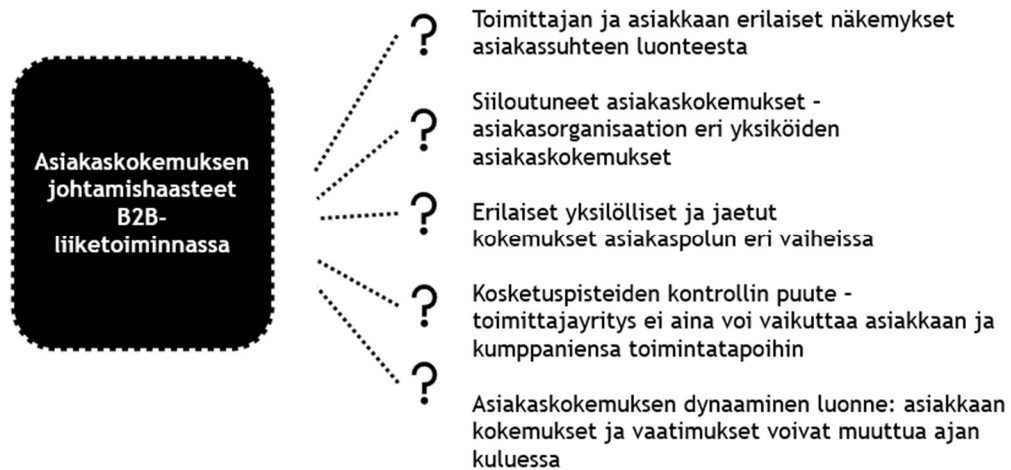 Asiakaskokemuksen
johtamishaasteet
B2B-
liiketoiminnassa
?
Toimittajan ja asiakkaan erilaiset näkemykset
asiakassuhteen luonteesta
?
Siiloutuneet asiakaskokemukset –
asiakasorganisaation eri yksiköiden
asiakaskokemukset
?
Erilaiset yksilölliset ja jaetut
kokemukset asiakaspolun eri vaiheissa
?
Kosketuspisteiden kontrollin puute –
toimittajayritys ei aina voi vaikuttaa asiakkaan ja
kumppaniensa toimintatapoihin
?
Asiakaskokemuksen dynaaminen luonne: asiakkaan
kokemukset ja vaatimukset voivat muuttua ajan
kuluessa